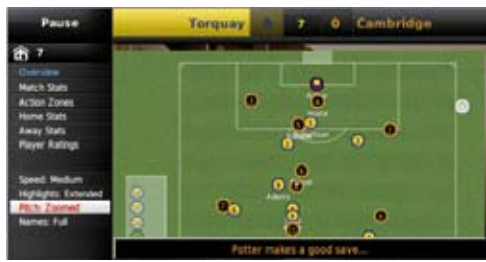 Pause
Torquay 0 7 0 Cambridge
7
Overview
Match Stats
Action Zones
Home Stats
Away Stats
Player Ratings
Speed: Medium
Highlights: Extended
Pitch: Zoomed
Names: Full
Adams
Potter makes a good save...